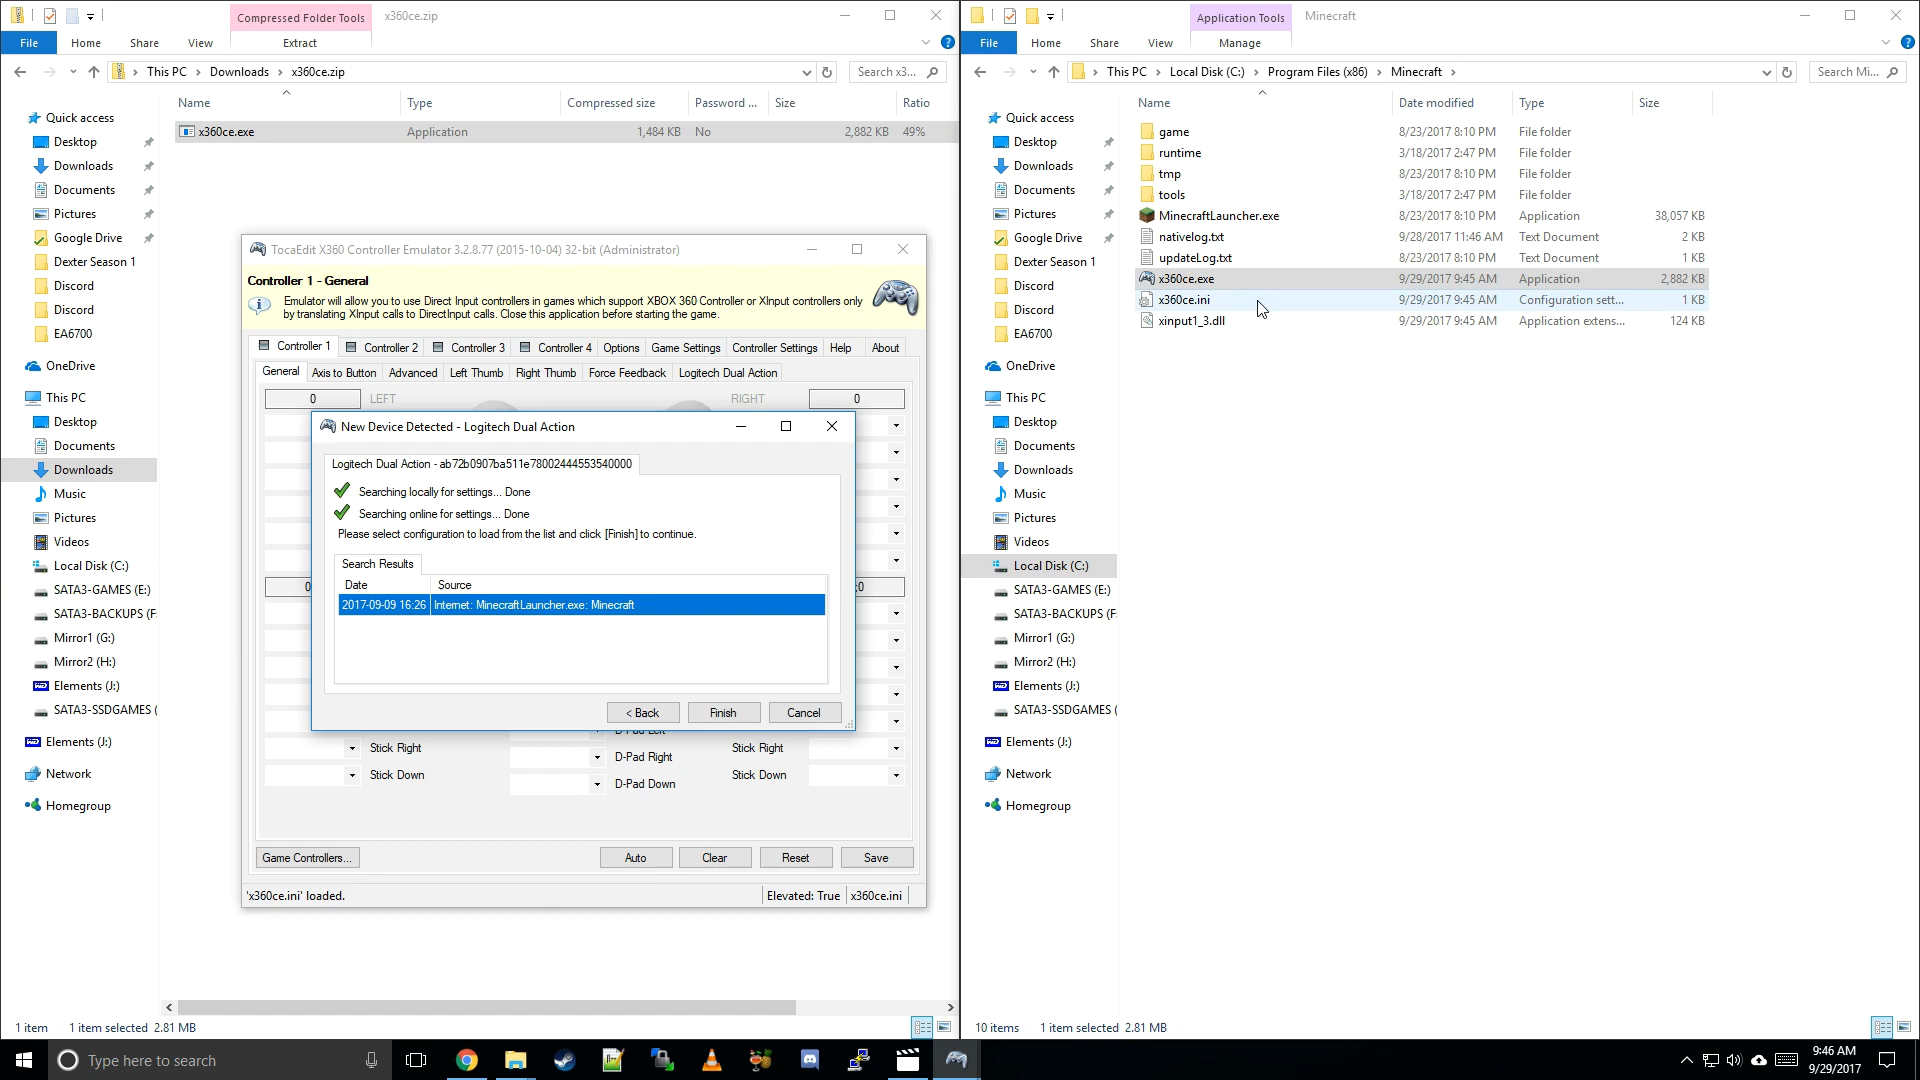 Compressed Folder Tools
x360ce.zip
File
Home
Share
View
Extract
This PC
Downloads
x360ce.zip
Search x3...
Name
Type
Compressed size
Password ...
Size
Ratio
x360ce.exe
Application
1,484 KB
No
2,882 KB
49%
Quick access
Desktop
Downloads
Documents
Pictures
Google Drive
Dexter Season 1
Discord
Discord
EA6700
OneDrive
This PC
Desktop
Documents
Downloads
Music
Pictures
Videos
Local Disk (C:)
SATA3-GAMES (E:)
SATA3-BACKUPS (F:
Mirror1 (G:)
Mirror2 (H:)
Elements (J:)
SATA3-SSDGAMES (
Elements (J:)
Network
Homegroup
1 item
1 item selected 2.81 MB
TocaEdit X360 Controller Emulator 3.2.8.77 (2015-10-04) 32-bit (Administrator)
Controller 1 - General
Emulator will allow you to use Direct Input controllers in games which support XBOX 360 Controller or XInput controllers only
by translating XInput calls to DirectInput calls. Close this application before starting the game.
Controller 1
Controller 2
Controller 3
Controller 4
Options
Game Settings
Controller Settings
Help
About
General
Axis to Button
Advanced
Left Thumb
Right Thumb
Force Feedback
Logitech Dual Action
0
LEFT
RIGHT
0
New Device Detected - Logitech Dual Action
Logitech Dual Action - ab72b0907ba511e78002444553540000
Searching locally for settings... Done
Searching online for settings... Done
Please select configuration to load from the list and click [Finish] to continue.
Search Results
Date
Source
2017-09-09 16:26
Internet: MinecraftLauncher.exe: Minecraft
0
:0
< Back
Finish
Cancel
D-Pad Left
Stick Right
D-Pad Right
Stick Right
Stick Down
D-Pad Down
Stick Down
Game Controllers...
Auto
Clear
Reset
Save
'x360ce.ini' loaded.
Elevated: True
x360ce.ini
Application Tools
Minecraft
File
Home
Share
View
Manage
This PC
Local Disk (C:)
Program Files (x86)
Minecraft
Search Mi...
Name
Date modified
Type
Size
game
8/23/2017 8:10 PM
File folder
runtime
3/18/2017 2:47 PM
File folder
tmp
8/23/2017 8:10 PM
File folder
tools
3/18/2017 2:47 PM
File folder
MinecraftLauncher.exe
8/23/2017 8:10 PM
Application
38,057 KB
nativelog.txt
9/28/2017 11:46 AM
Text Document
2 KB
updateLog.txt
8/23/2017 8:10 PM
Text Document
1 KB
x360ce.exe
9/29/2017 9:45 AM
Application
2,882 KB
x360ce.ini
9/29/2017 9:45 AM
Configuration sett...
1 KB
xinput1_3.dll
9/29/2017 9:45 AM
Application extens...
124 KB
Quick access
Desktop
Downloads
Documents
Pictures
Google Drive
Dexter Season 1
Discord
Discord
EA6700
OneDrive
This PC
Desktop
Documents
Downloads
Music
Pictures
Videos
Local Disk (C:)
SATA3-GAMES (E:)
SATA3-BACKUPS (F:
Mirror1 (G:)
Mirror2 (H:)
Elements (J:)
SATA3-SSDGAMES (
Elements (J:)
Network
Homegroup
10 items
1 item selected 2.81 MB
Type here to search
9:46 AM
9/29/2017